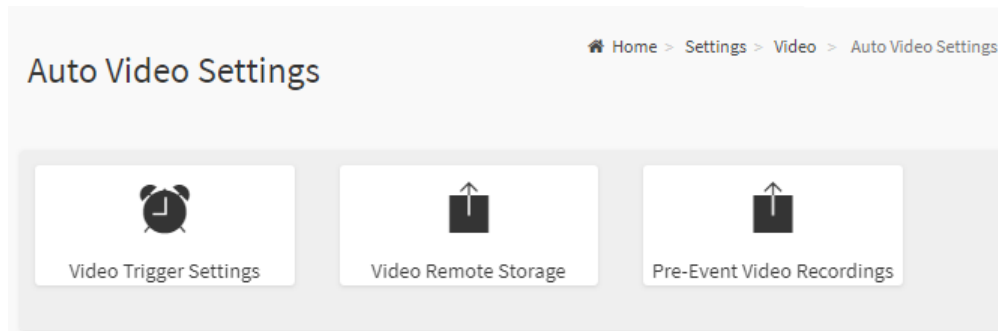 Home > Settings > Video > Auto Video Settings
Auto Video Settings
Video Trigger Settings
Video Remote Storage
Pre-Event Video Recordings